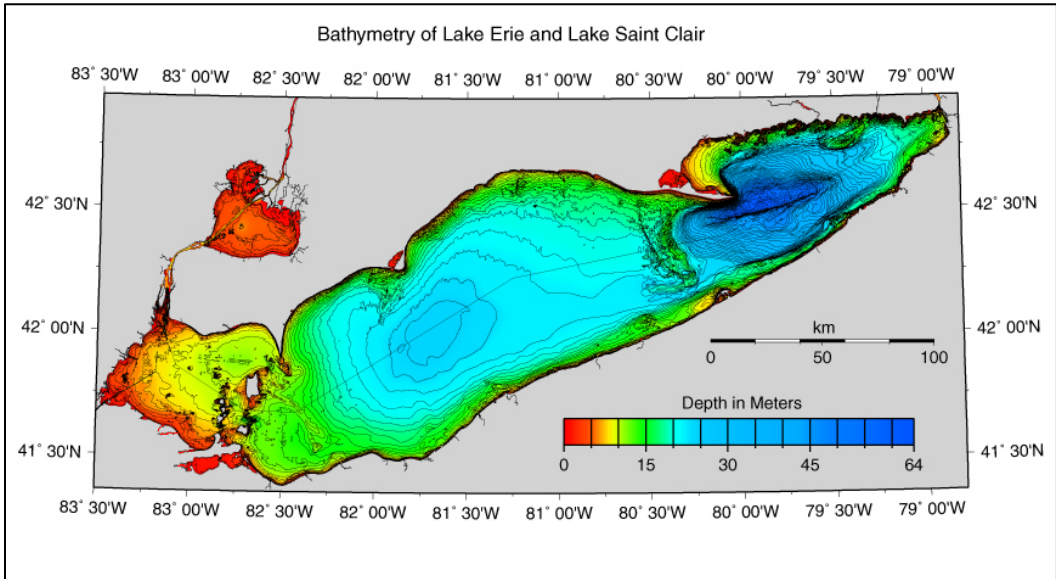 Bathymetry of Lake Erie and Lake Saint Clair
83˚ 30'W 83˚ 00'W 82˚ 30'W 82˚ 00'W 81˚ 30'W 81˚ 00'W 80˚ 30'W 80˚ 00'W 79˚ 30'W 79˚ 00'W
42˚ 30'N 42˚ 30'N
42˚ 00'N 42˚ 00'N
km
0 50 100
Depth in Meters
0 15 30 45 64
41˚ 30'N 41˚ 30'N
83˚ 30'W 83˚ 00'W 82˚ 30'W 82˚ 00'W 81˚ 30'W 81˚ 00'W 80˚ 30'W 80˚ 00'W 79˚ 30'W 79˚ 00'W